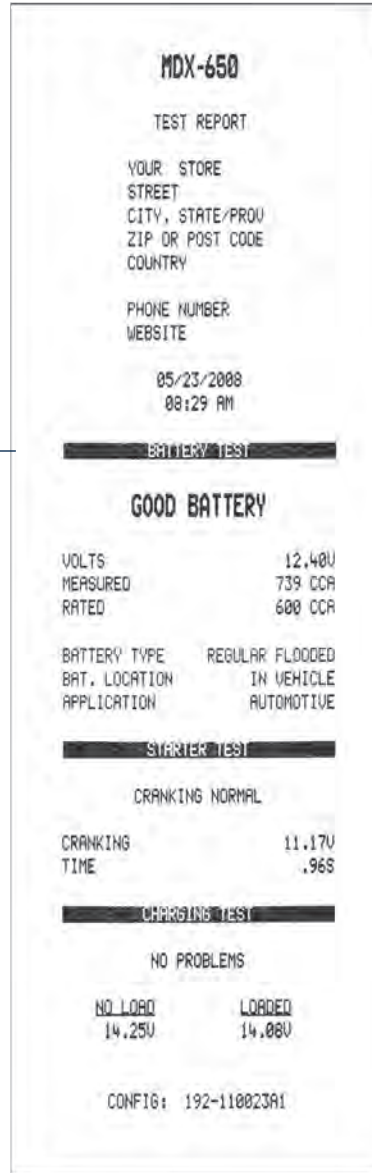 MDX-650
TEST REPORT
YOUR STORE
STREET
CITY, STATE/PROV
ZIP OR POST CODE
COUNTRY
PHONE NUMBER
WEBSITE
05/23/2008
08:29 AM
BATTERY TEST
GOOD BATTERY
VOLTS 12.40V
MEASURED 739 CCA
RATED 600 CCA
BATTERY TYPE REGULAR FLOODED
BAT. LOCATION IN VEHICLE
APPLICATION AUTOMOTIVE
STARTER TEST
CRANKING NORMAL
CRANKING 11.17V
TIME .96S
CHARGING TEST
NO PROBLEMS
NO LOAD LOADED
14.25V 14.08V
CONFIG: 192-110023A1